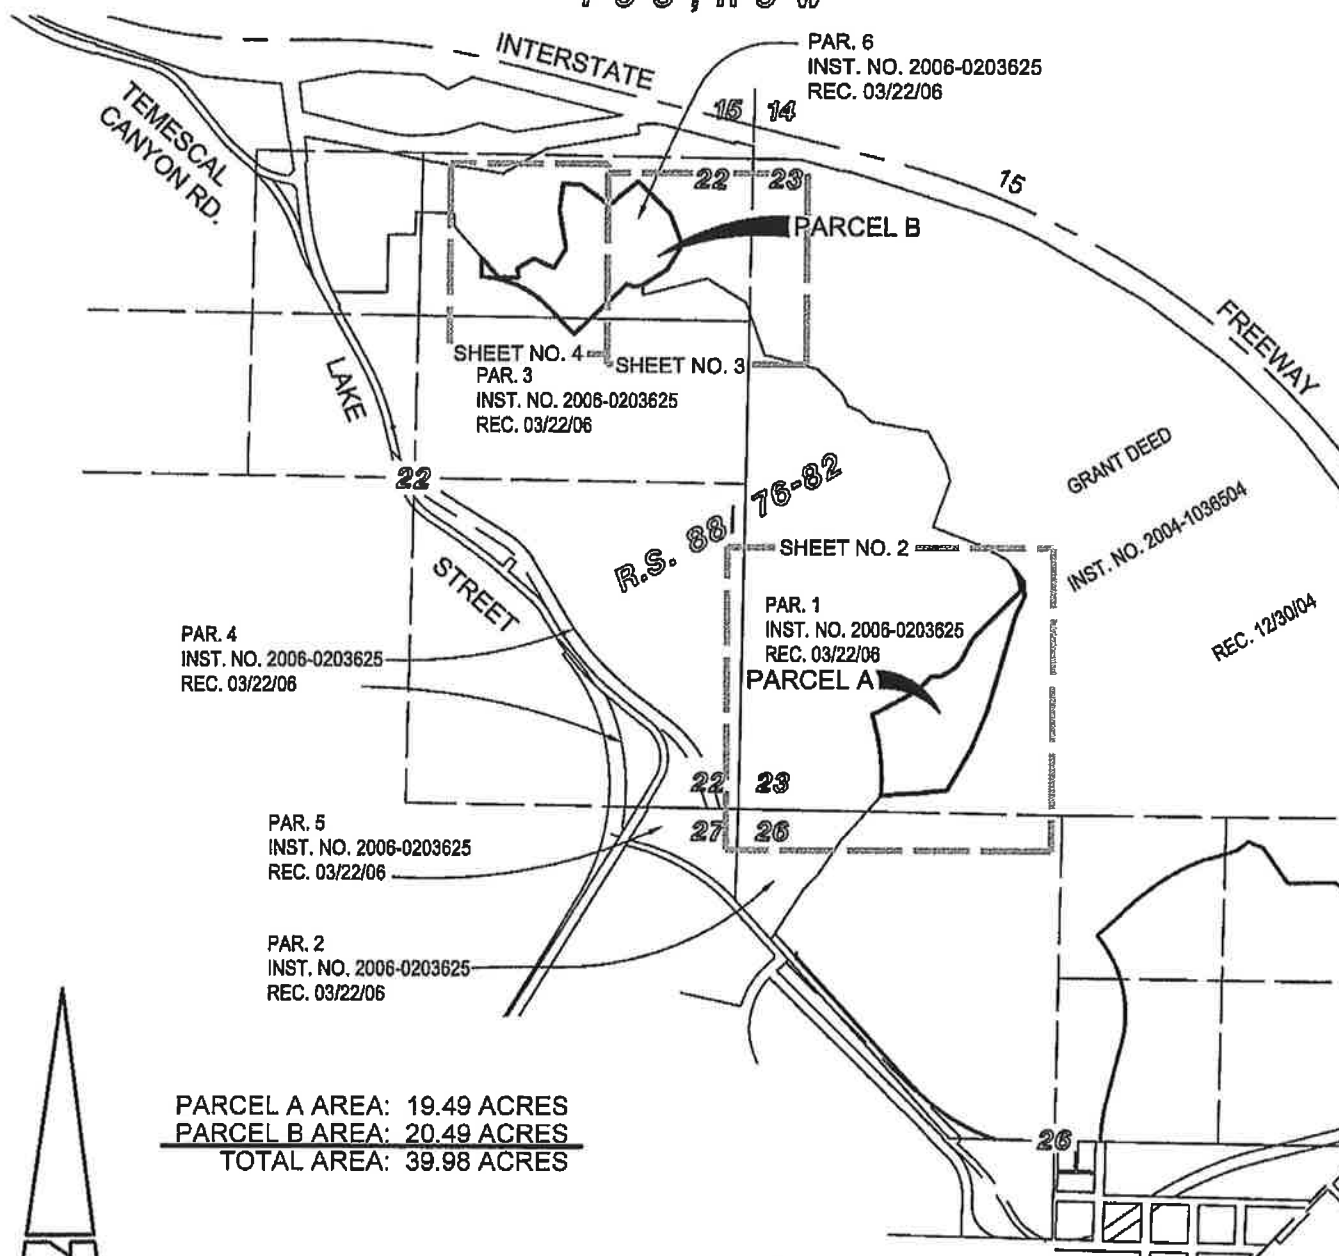 INTERSTATE
PAR. 6
INST. NO. 2006-0203625
REC. 03/22/06
15 14
TEMESCAL
CANYON RD.
22 23
15
PARCEL B
FREEWAY
LAKE
SHEET NO. 4
SHEET NO. 3
PAR. 3
INST. NO. 2006-0203625
REC. 03/22/06
GRANT DEED
INST. NO. 2004-1036504
REC. 12/30/04
22
R.S. 88/76-82
SHEET NO. 2
STREET
PAR. 1
INST. NO. 2006-0203625
REC. 03/22/06
PARCEL A
PAR. 4
INST. NO. 2006-0203625
REC. 03/22/06
22 23
27 26
PAR. 5
INST. NO. 2006-0203625
REC. 03/22/06
PAR. 2
INST. NO. 2006-0203625
REC. 03/22/06
PARCEL A AREA: 19.49 ACRES
PARCEL B AREA: 20.49 ACRES
TOTAL AREA: 39.98 ACRES
26